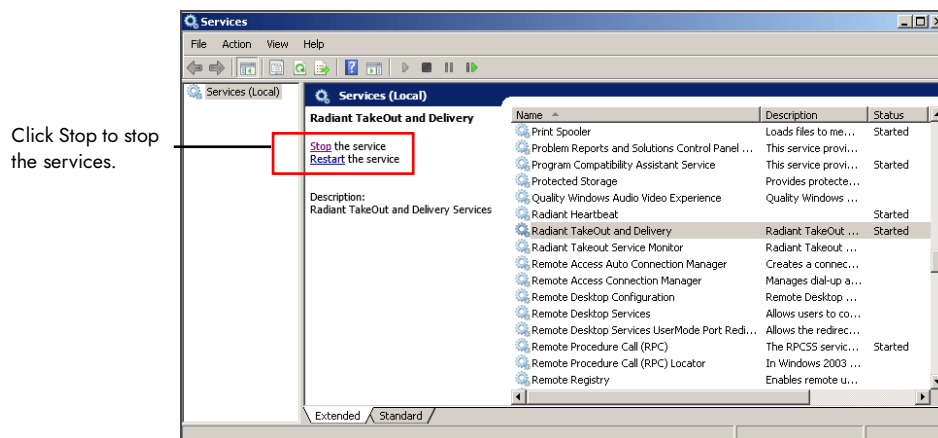 Services
File Action View Help
Click Stop to stop
the services.
Services (Local)
Services (Local)
Radiant TakeOut and Delivery
Stop the service
Restart the service
Description:
Radiant TakeOut and Delivery Services
Name Description Status
Print Spooler Loads files to me... Started
Problem Reports and Solutions Control Panel ... This service provi...
Program Compatibility Assistant Service This service provi... Started
Protected Storage Provides protecte...
Quality Windows Audio Video Experience Quality Windows ...
Radiant Heartbeat Started
Radiant TakeOut and Delivery Radiant TakeOut ... Started
Radiant Takeout Service Monitor Radiant Takeout ...
Remote Access Auto Connection Manager Creates a connec...
Remote Access Connection Manager Manages dial-up a...
Remote Desktop Configuration Remote Desktop ...
Remote Desktop Services Allows users to co...
Remote Desktop Services UserMode Port Redi... Allows the redirec...
Remote Procedure Call (RPC) The RPCSS servic... Started
Remote Procedure Call (RPC) Locator In Windows 2003 ...
Remote Registry Enables remote u...
Extended Standard